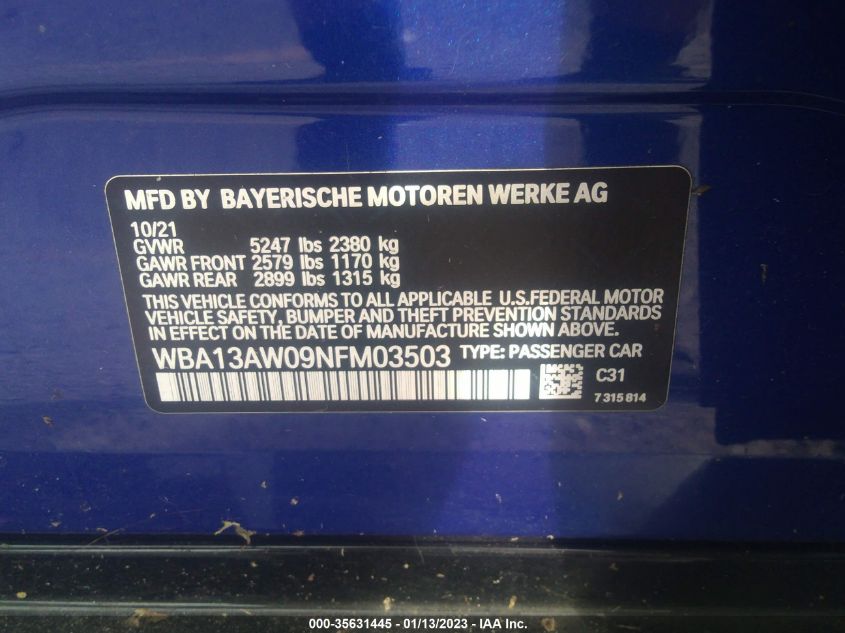 MFD BY BAYERISCHE MOTOREN WERKE AG
10/21
GVWR 5247 lbs 2380 kg
GAWR FRONT 2579 lbs 1170 kg
GAWR REAR 2899 lbs 1315 kg
THIS VEHICLE CONFORMS TO ALL APPLICABLE U.S.FEDERAL MOTOR
VEHICLE SAFETY, BUMPER AND THEFT PREVENTION STANDARDS
IN EFFECT ON THE DATE OF MANUFACTURE SHOWN ABOVE.
WBA13AW09NFM03503 TYPE: PASSENGER CAR
C31
7 315 814
000-35631445 - 01/13/2023 - IAA Inc.